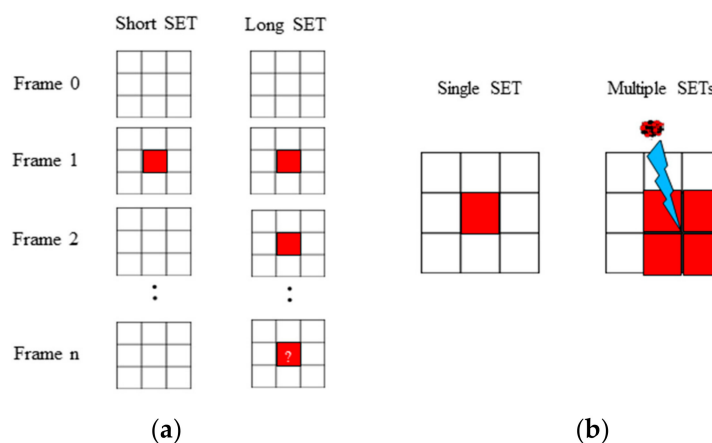 Short SET Long SET
Frame 0
Frame 1
Frame 2
:
:
Frame n
?
(a)
Single SET Multiple SETs
(b)